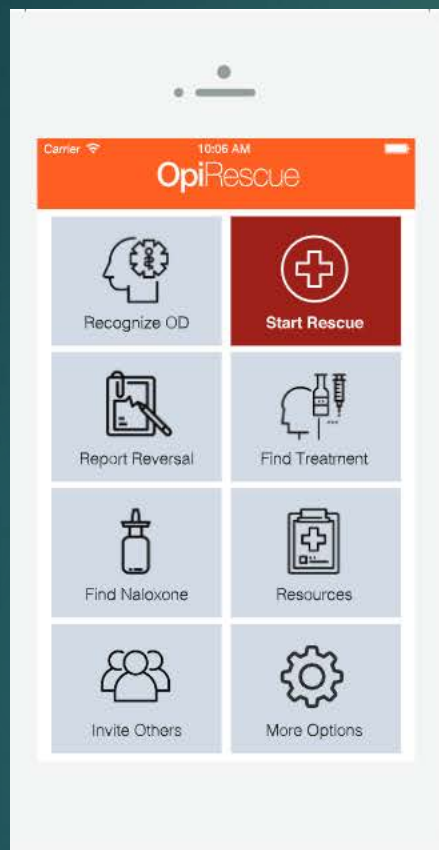 Carrier 10:06 AM
OpiRescue
Recognize OD
Start Rescue
Report Reversal
Find Treatment
Find Naloxone
Resources
Invite Others
More Options